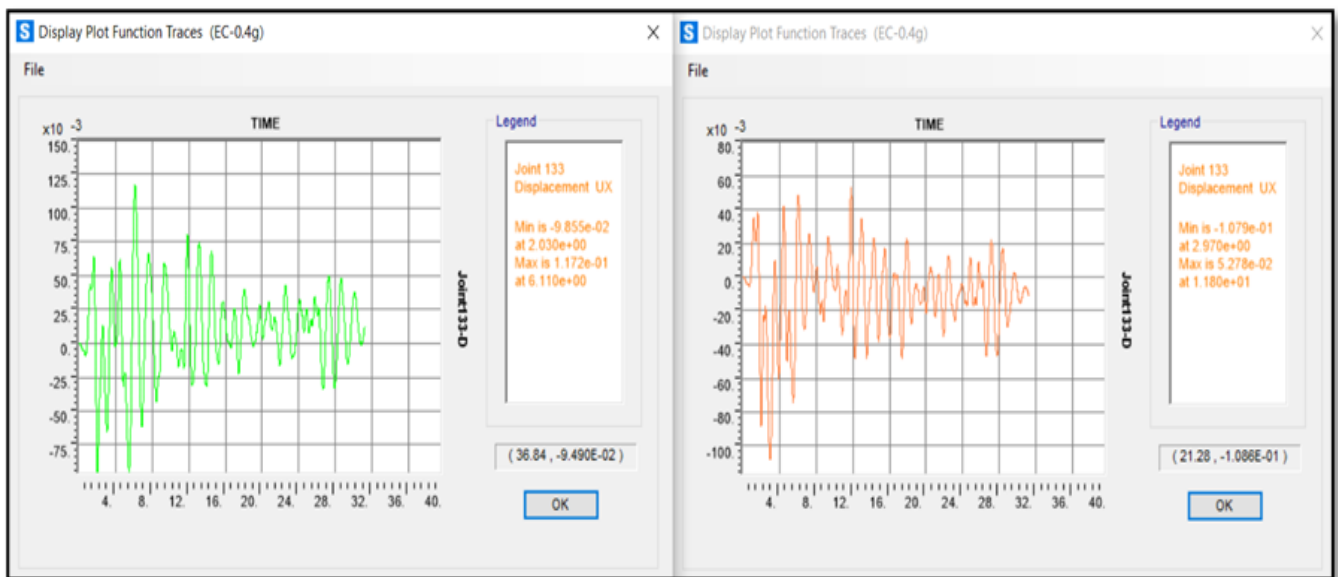 S Display Plot Function Traces (EC-0.4g)
File
TIME
x10 -3
150.
125.
100.
75.
50.
25.
0.
-25.
-50.
-75.
4. 8. 12. 16. 20. 24. 28. 32. 36. 40.
Joint133-D
Legend
Joint 133
Displacement UX
Min is -9.855e-02
at 2.030e+00
Max is 1.172e-01
at 6.110e+00
( 36.84 , -9.490E-02 )
OK
S Display Plot Function Traces (EC-0.4g)
File
TIME
x10 -3
80.
60.
40.
20.
0.
-20.
-40.
-60.
-80.
-100.
4. 8. 12. 16. 20. 24. 28. 32. 36. 40.
Joint133-D
Legend
Joint 133
Displacement UX
Min is -1.079e-01
at 2.970e+00
Max is 5.278e-02
at 1.180e+01
( 21.28 , -1.086E-01 )
OK